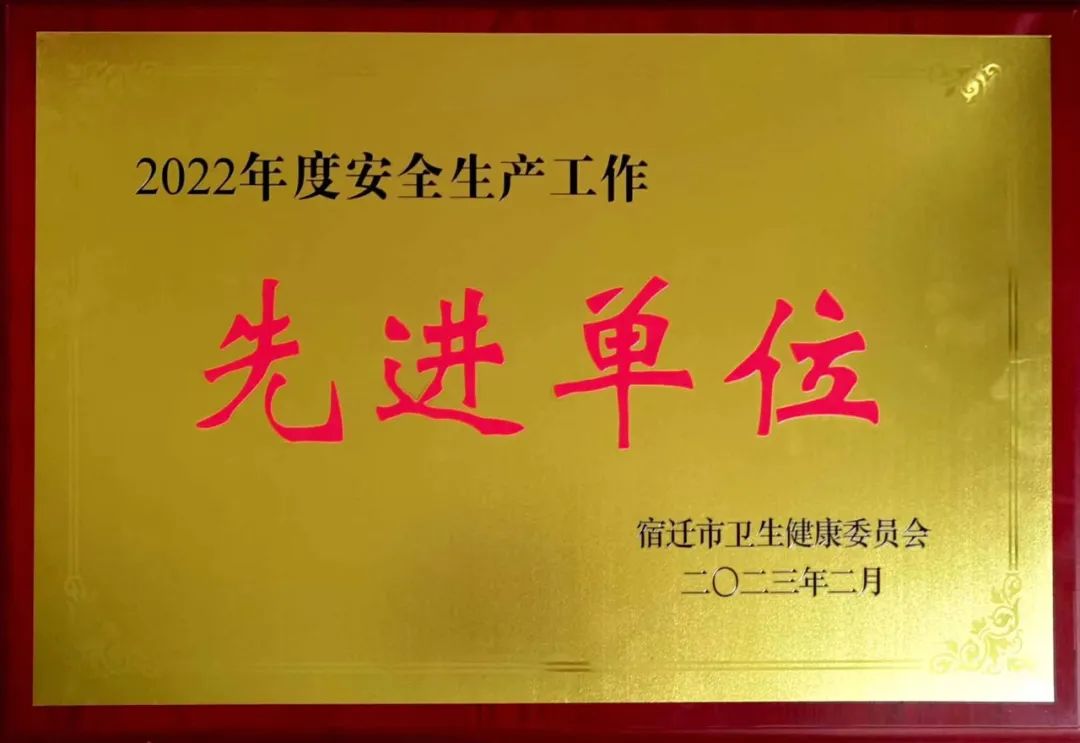 2022年度安全生产工作
先进单位
宿迁市卫生健康委员会
二〇二三年二月